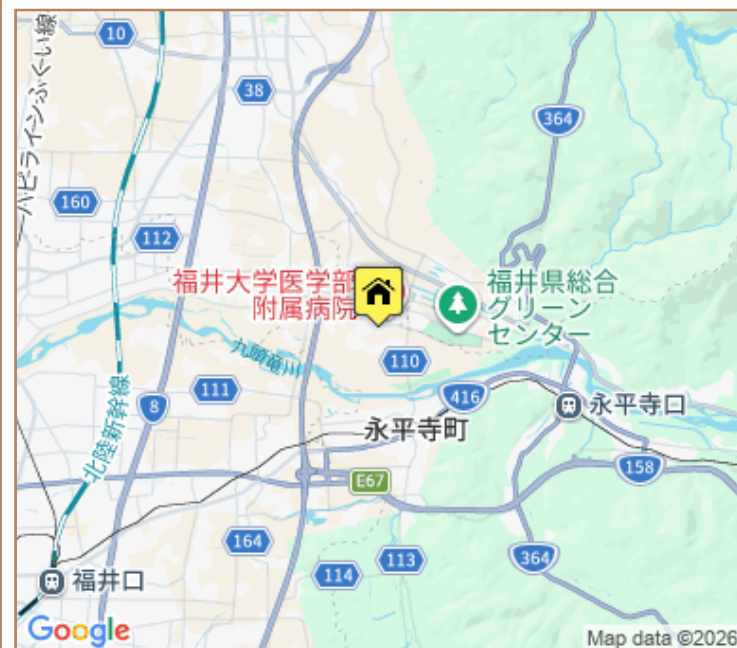 10
38
364
ハピラインふくい線
160
112
福井大学医学部
附属病院
福井県総合
グリーン
センター
九頭竜川
110
111
8
416
永平寺口
永平寺町
北陸新幹線
158
E67
164
113
364
114
福井口
Google
Map data ©2026